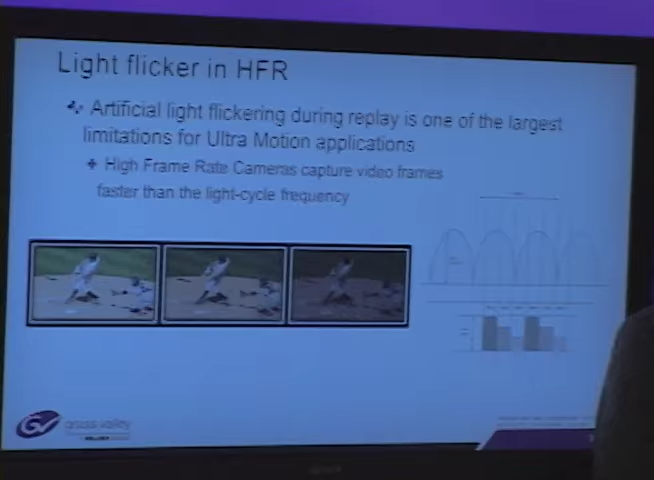 Light flicker in HFR
Artificial light flickering during replay is one of the largest
limitations for Ultra Motion applications
High Frame Rate Cameras capture video frames
faster than the light-cycle frequency
GV grass valley